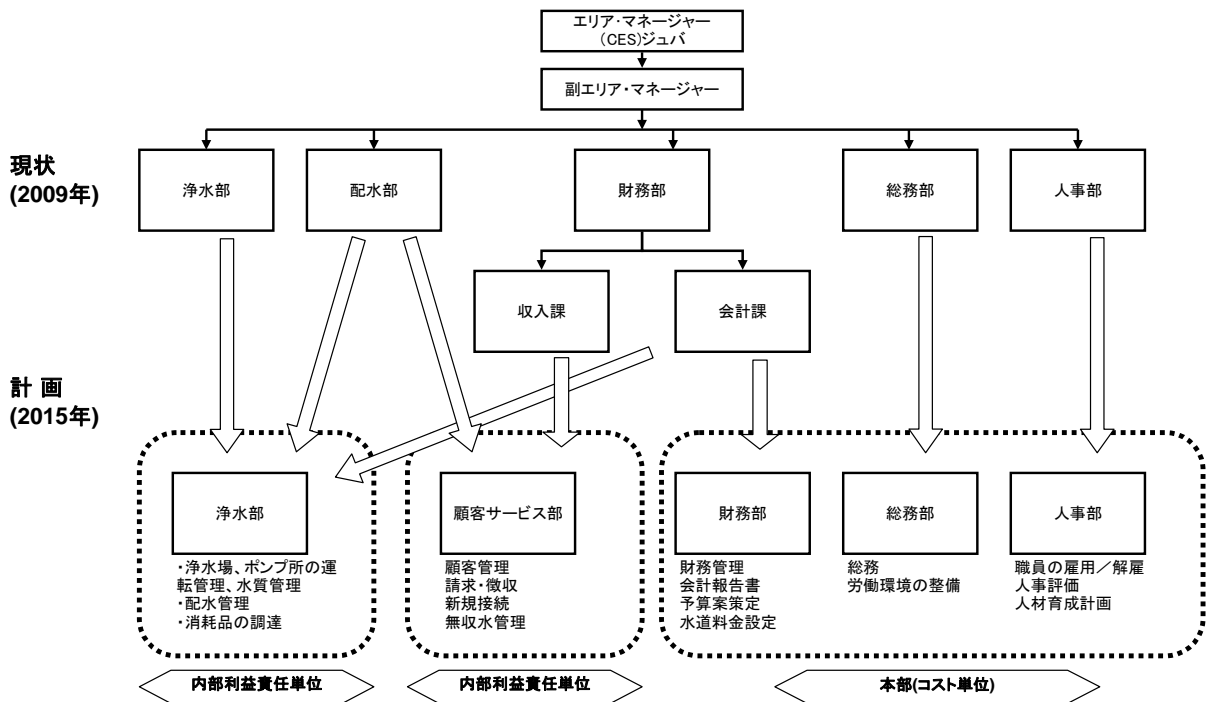 エリア・マネージャー
(CES)ジュバ
副エリア・マネージャー
現状
(2009年)
浄水部
配水部
財務部
総務部
人事部
収入課
会計課
計 画
(2015年)
浄水部
・浄水場、ポンプ所の運
転管理、水質管理
・配水管理
・消耗品の調達
顧客サービス部
顧客管理
請求・徴収
新規接続
無収水管理
財務部
財務管理
会計報告書
予算案策定
水道料金設定
総務部
総務
労働環境の整備
人事部
職員の雇用／解雇
人事評価
人材育成計画
内部利益責任単位
内部利益責任単位
本部(コスト単位)